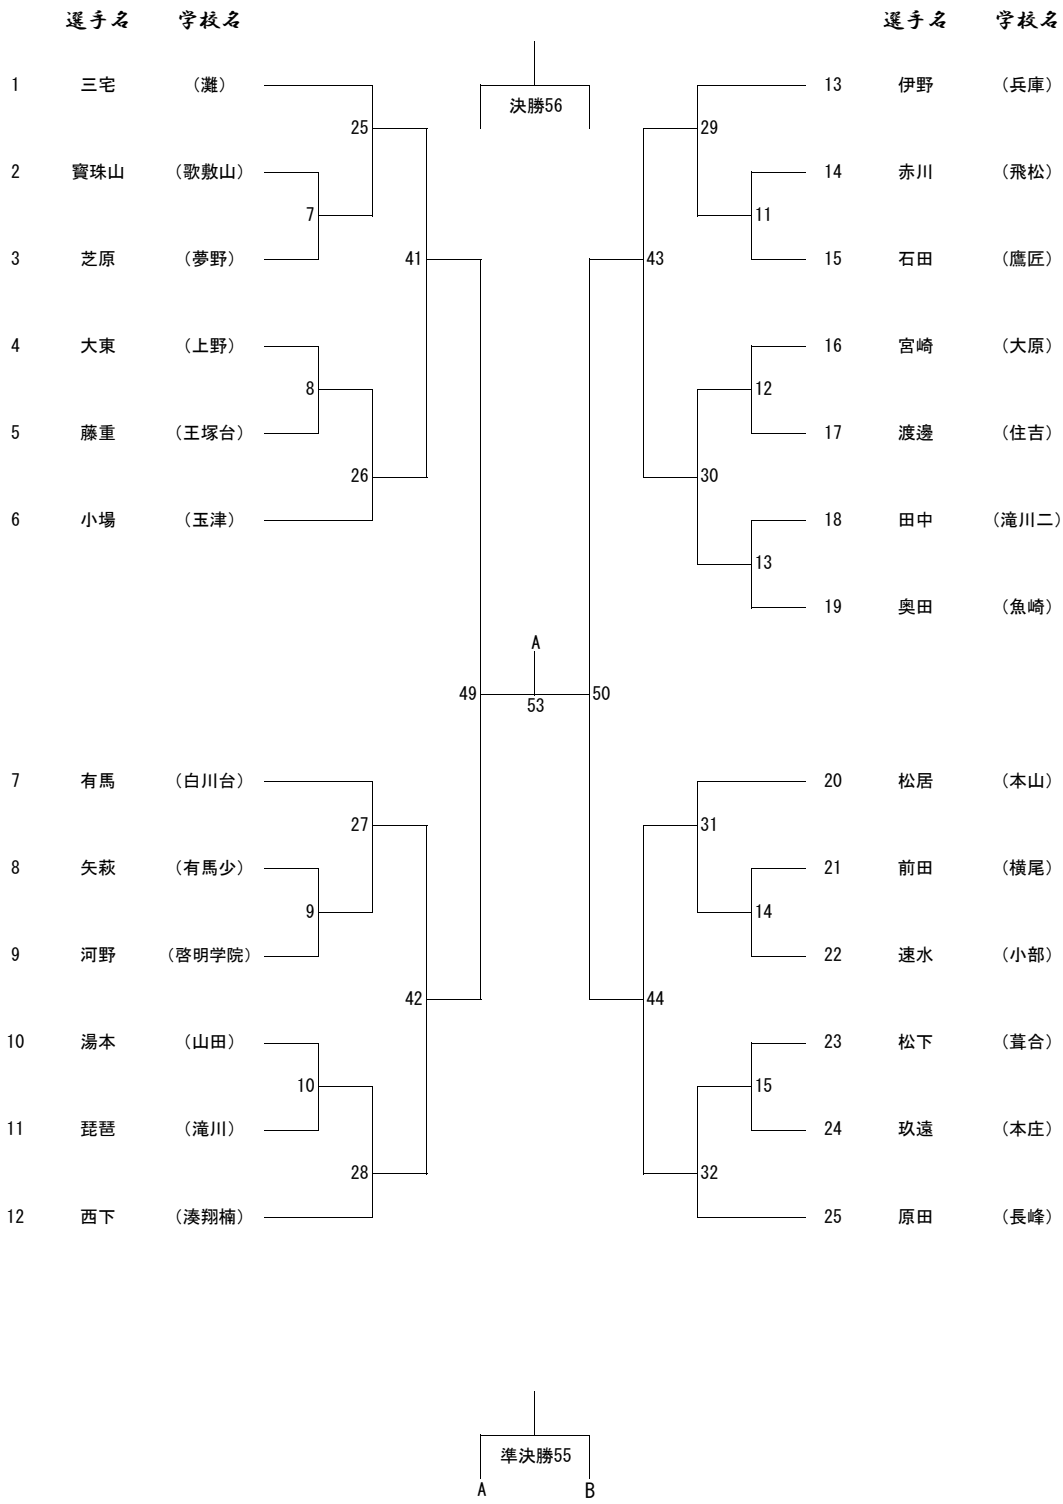 選手名 学校名 選手名 学校名
1 三宅 （灘） 決勝56 13 伊野 （兵庫）
25 29
2 寳珠山 （歌敷山） 14 赤川 （飛松）
7 11
3 芝原 （夢野） 41 43 15 石田 （鷹匠）
4 大東 （上野） 16 宮崎 （大原）
8 12
5 藤重 （王塚台） 17 渡邊 （住吉）
26 30
6 小場 （玉津） 18 田中 （滝川二）
13
19 奥田 （魚崎）
A
49 53 50
7 有馬 （白川台） 20 松居 （本山）
27 31
8 矢萩 （有馬少） 21 前田 （横尾）
9 14
9 河野 （啓明学院） 22 速水 （小部）
42 44
10 湯本 （山田） 23 松下 （葺合）
10 15
11 琵琶 （滝川） 24 玖遠 （本庄）
28 32
12 西下 （湊翔楠） 25 原田 （長峰）
準決勝55
A B